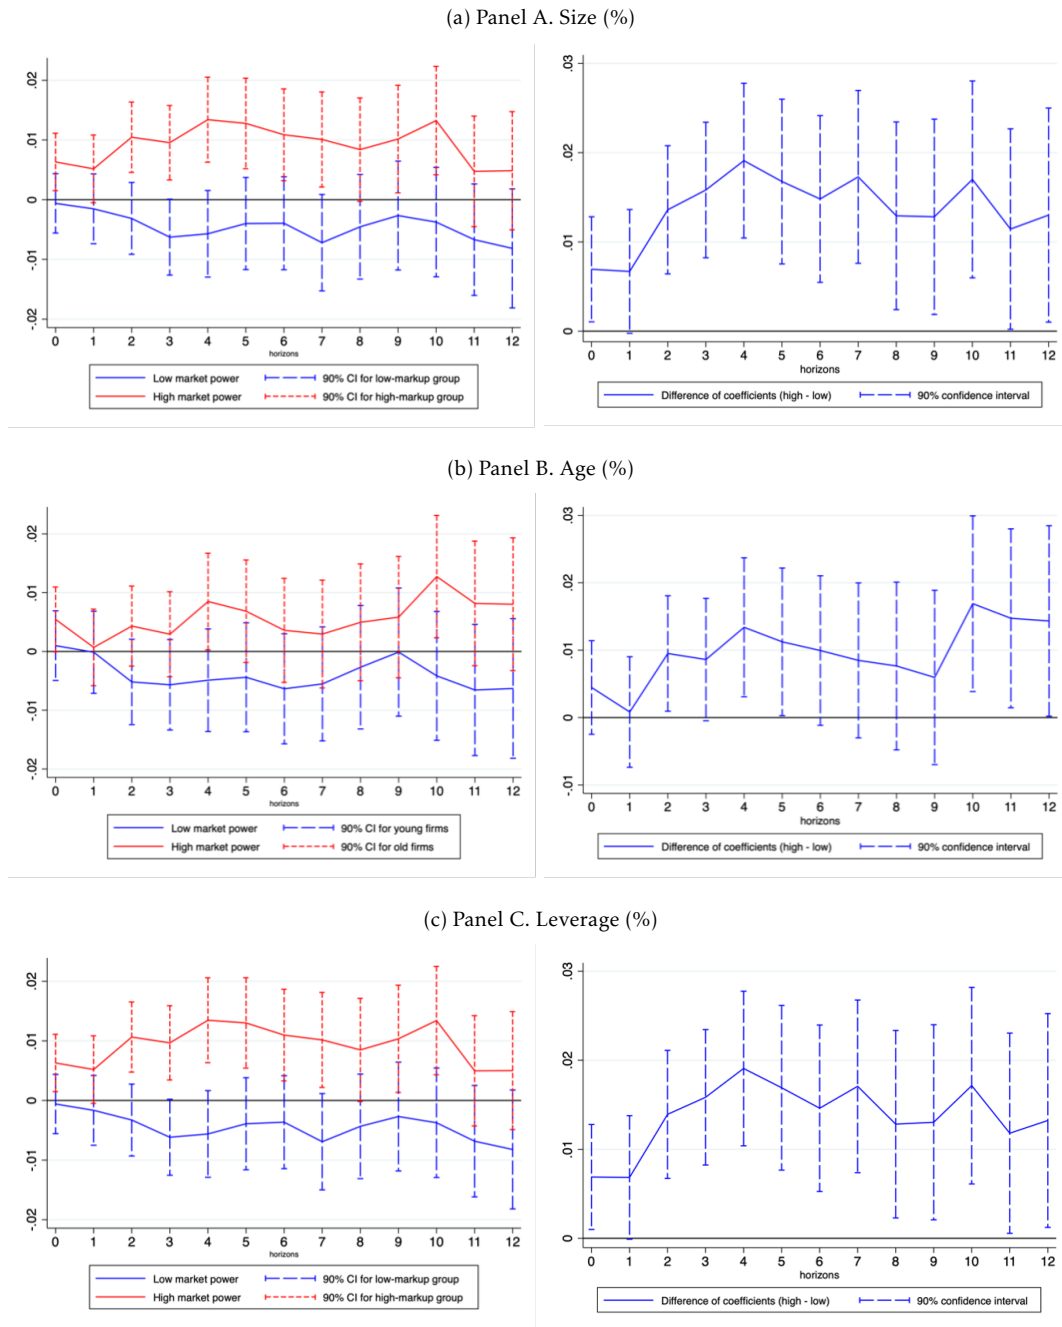 (a) Panel A. Size (%)
.02
.01
0
-.01
-.02
0 1 2 3 4 5 6 7 8 9 10 11 12
horizons
Low market power 90% CI for low-markup group
High market power 90% CI for high-markup group
.03
.02
.01
0
0 1 2 3 4 5 6 7 8 9 10 11 12
horizons
Difference of coefficients (high - low) 90% confidence interval
(b) Panel B. Age (%)
.02
.01
0
-.01
-.02
0 1 2 3 4 5 6 7 8 9 10 11 12
horizons
Low market power 90% CI for young firms
High market power 90% CI for old firms
.03
.02
.01
0
-.01
0 1 2 3 4 5 6 7 8 9 10 11 12
horizons
Difference of coefficients (high - low) 90% confidence interval
(c) Panel C. Leverage (%)
.02
.01
0
-.01
-.02
0 1 2 3 4 5 6 7 8 9 10 11 12
horizons
Low market power 90% CI for low-markup group
High market power 90% CI for high-markup group
.03
.02
.01
0
0 1 2 3 4 5 6 7 8 9 10 11 12
horizons
Difference of coefficients (high - low) 90% confidence interval